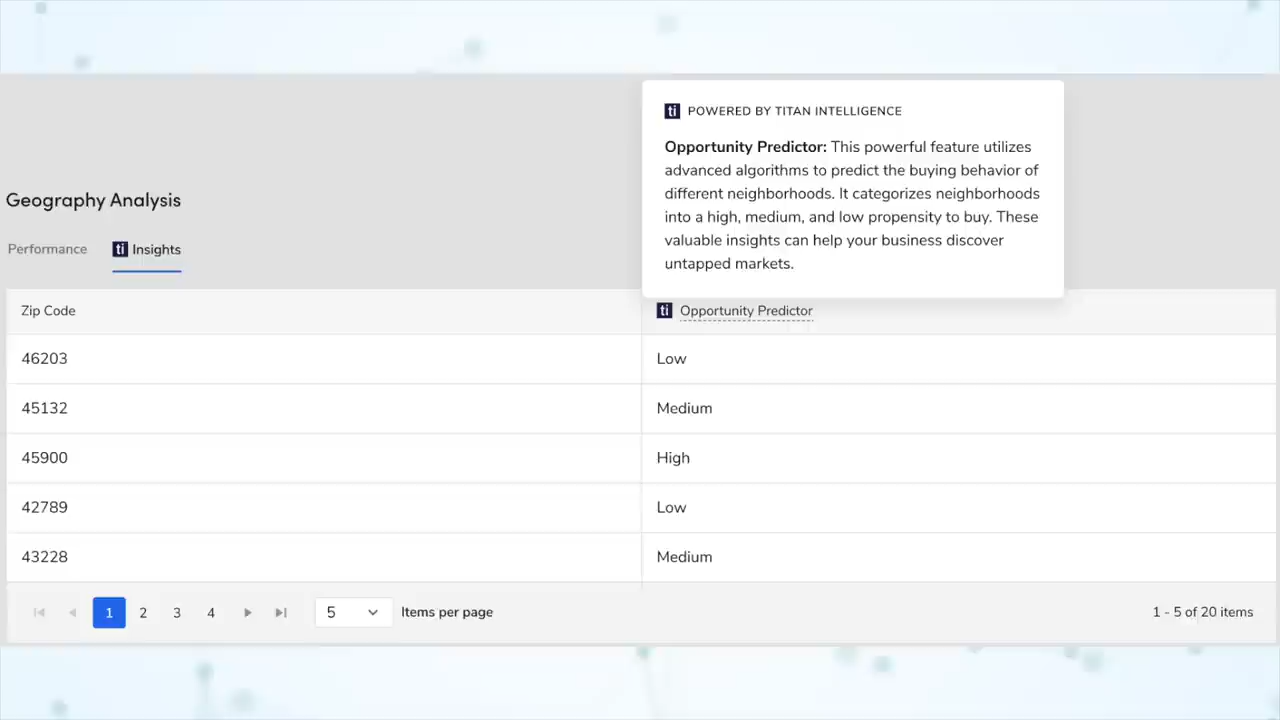 ti POWERED BY TITAN INTELLIGENCE
Opportunity Predictor: This powerful feature utilizes
advanced algorithms to predict the buying behavior of
different neighborhoods. It categorizes neighborhoods
into a high, medium, and low propensity to buy. These
valuable insights can help your business discover
untapped markets.
Geography Analysis
Performance ti Insights
Zip Code ti Opportunity Predictor
46203 Low
45132 Medium
45900 High
42789 Low
43228 Medium
1 2 3 4 5 Items per page 1 - 5 of 20 items